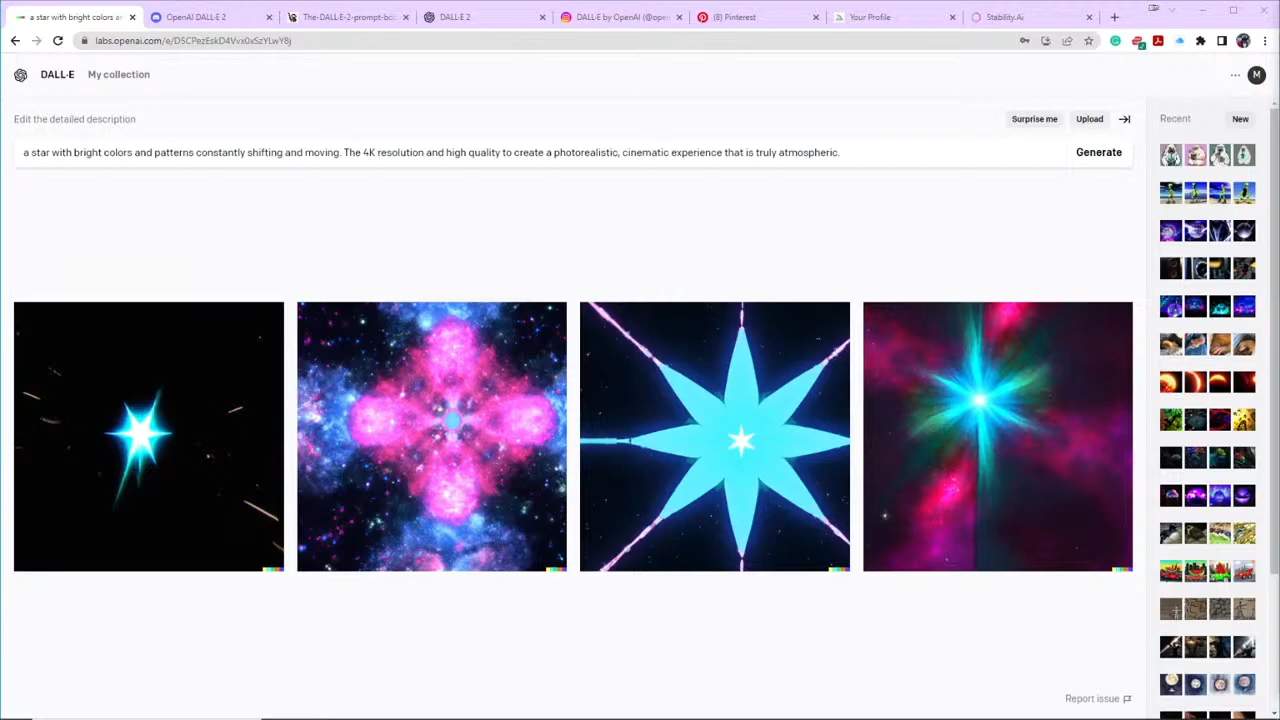 a star with bright colors ar
OpenAI DALL·E 2
The-DALL·E-2-prompt-bo
DALL·E 2
DALL·E by OpenAI (@open
(8) Pinterest
Your Profile
Stability.Ai
labs.openai.com/e/DSCPezEskD4Vvx0xSzYLwY8j
DALL·E
My collection
M
Edit the detailed description
Surprise me
Upload
Recent
New
a star with bright colors and patterns constantly shifting and moving. The 4K resolution and high quality to create a photorealistic, cinematic experience that is truly atmospheric.
Generate
Report issue